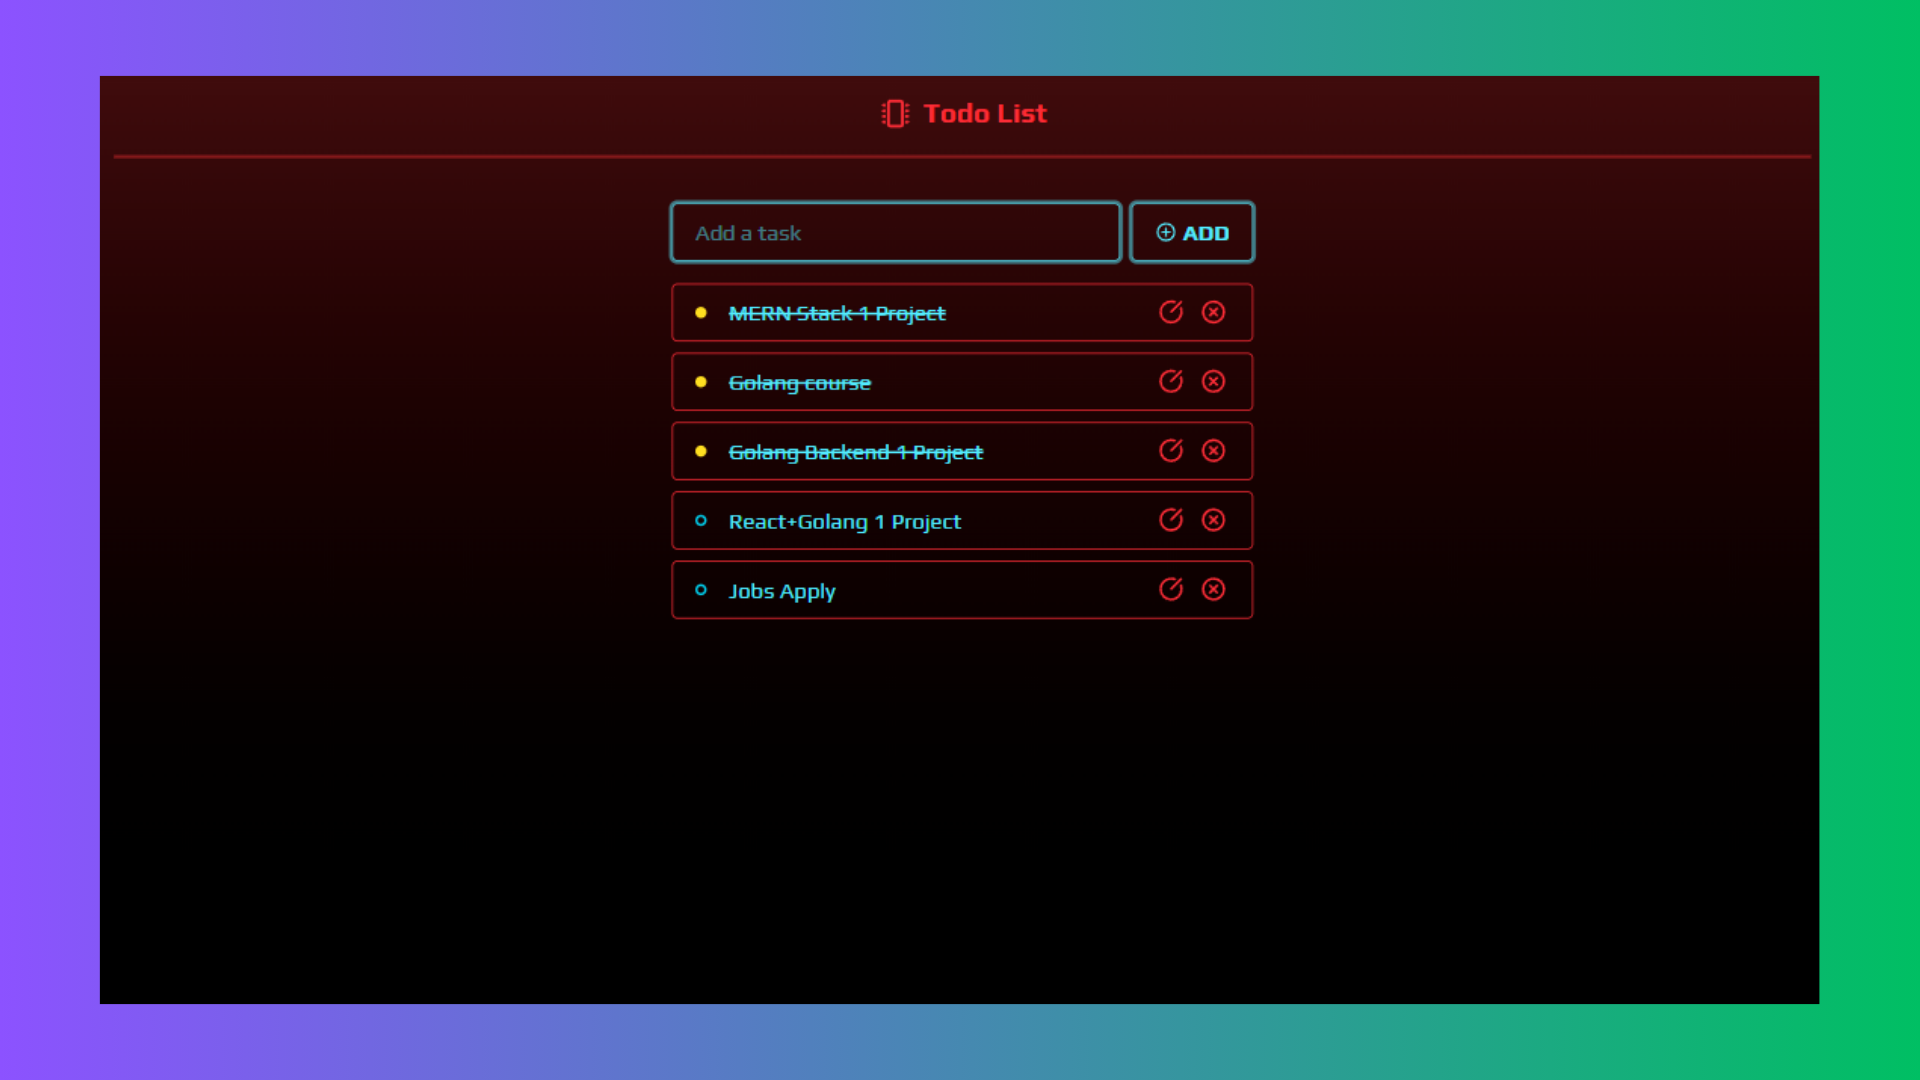 Todo List
Add a task
ADD
MERN Stack 1 Project
Golang course
Golang Backend 1 Project
React+Golang 1 Project
Jobs Apply